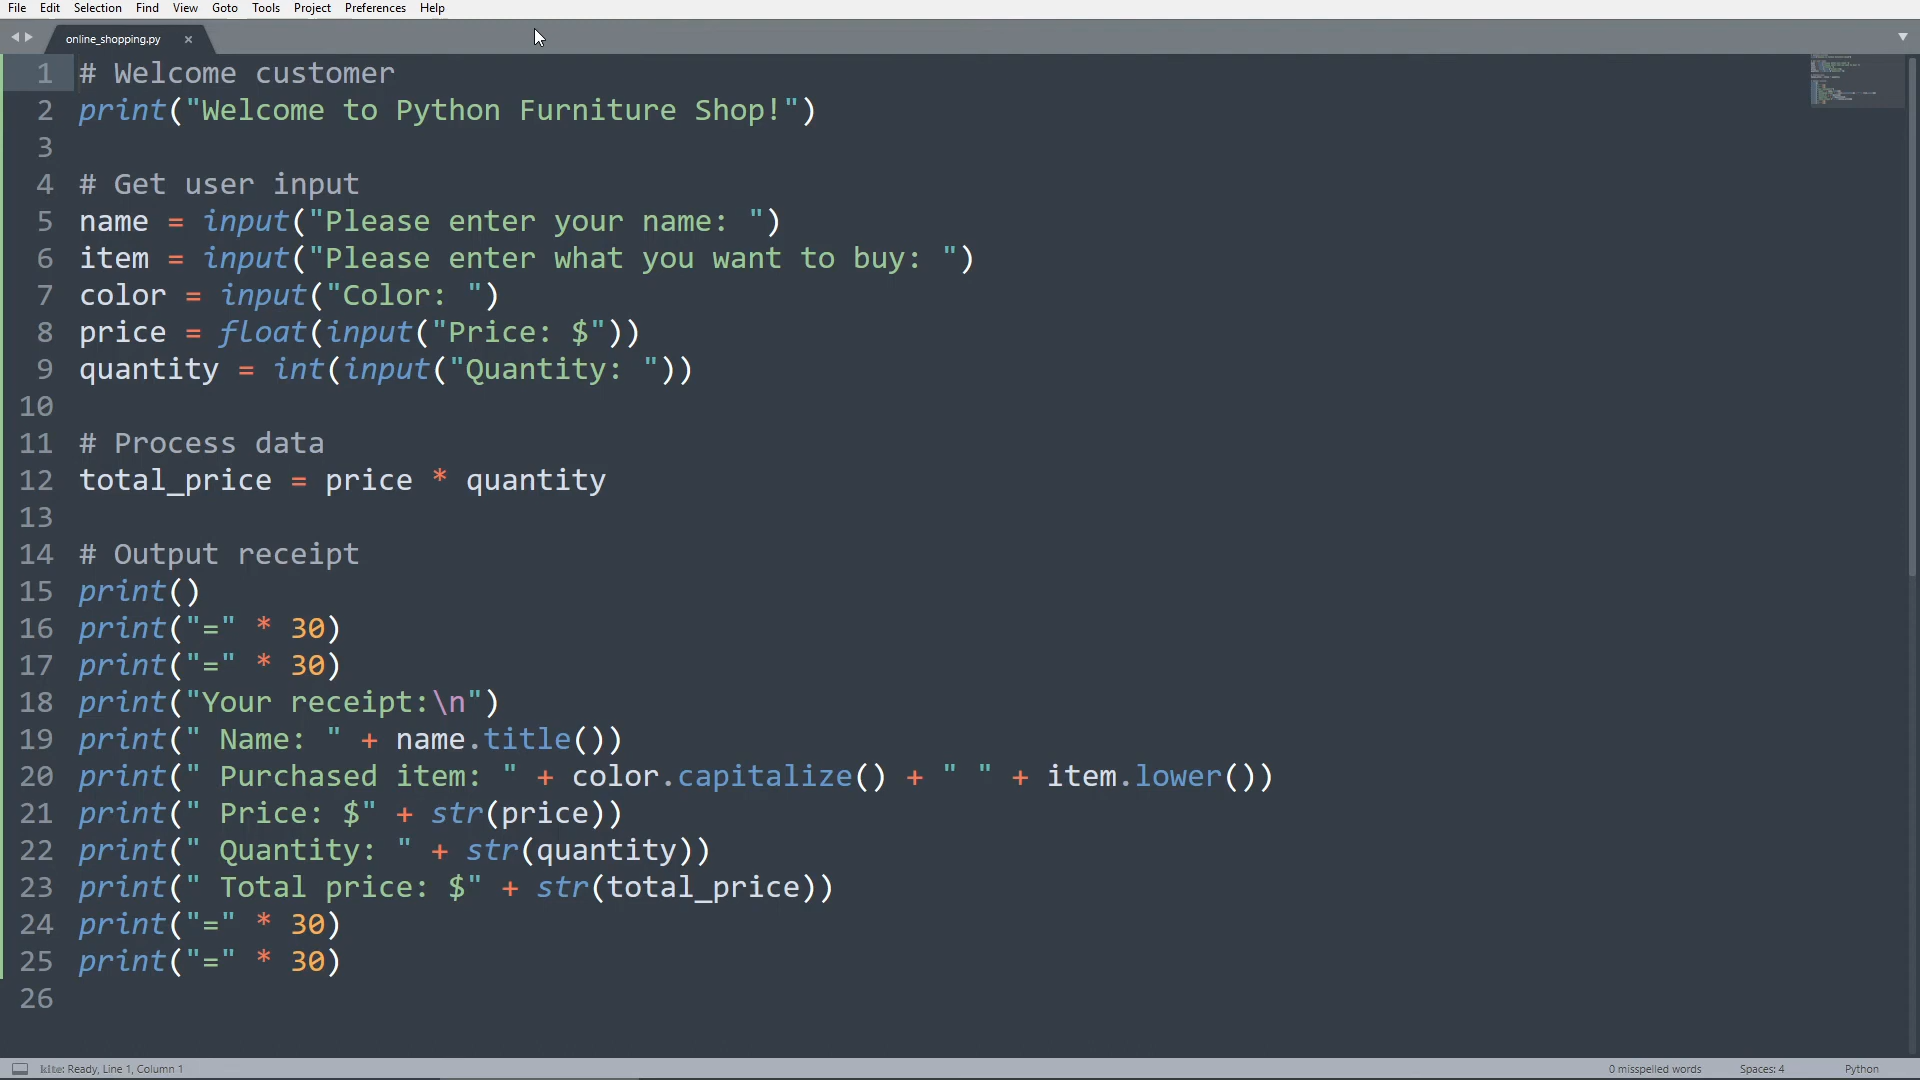 File Edit Selection Find View Goto Tools Project Preferences Help
online_shopping.py ×
1 # Welcome customer
2 print("Welcome to Python Furniture Shop!")
3
4 # Get user input
5 name = input("Please enter your name: ")
6 item = input("Please enter what you want to buy: ")
7 color = input("Color: ")
8 price = float(input("Price: $"))
9 quantity = int(input("Quantity: "))
10
11 # Process data
12 total_price = price * quantity
13
14 # Output receipt
15 print()
16 print("=" * 30)
17 print("=" * 30)
18 print("Your receipt:\n")
19 print(" Name: " + name.title())
20 print(" Purchased item: " + color.capitalize() + " " + item.lower())
21 print(" Price: $" + str(price))
22 print(" Quantity: " + str(quantity))
23 print(" Total price: $" + str(total_price))
24 print("=" * 30)
25 print("=" * 30)
26
kite: Ready, Line 1, Column 1 0 misspelled words Spaces: 4 Python